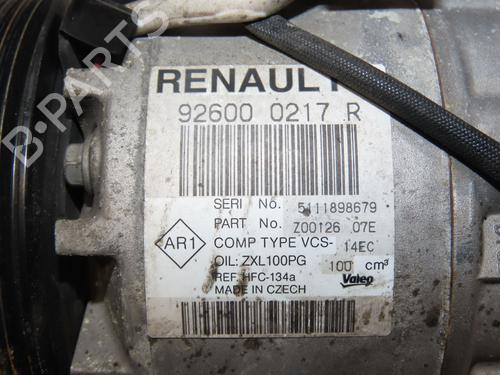 RENAULT
92600 0217 R
SERI No. 5111898679
PART No. Z00126 07E
AR1
COMP TYPE VCS-14EC
OIL: ZXL100PG 100 cm³
REF. HFC-134a
MADE IN CZECH
Valeo
B-PARTS